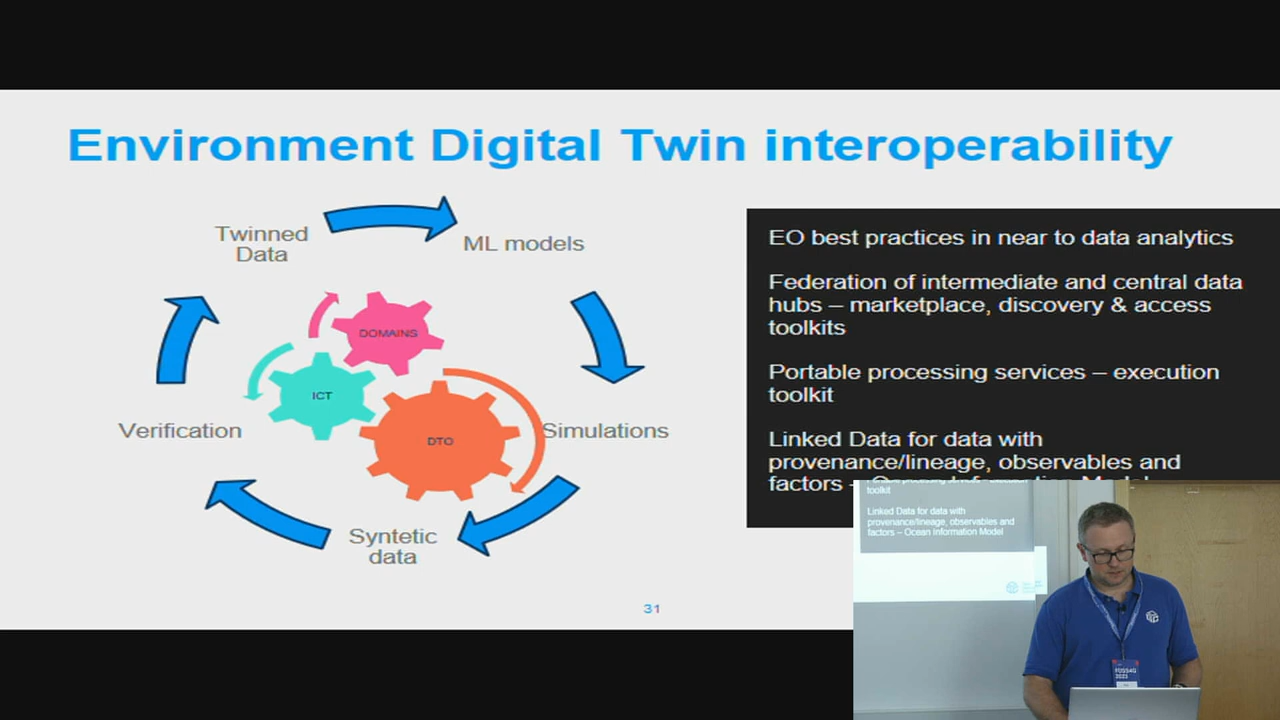 Environment Digital Twin interoperability
Twinned
Data
ML models
DOMAINS
ICT
DTO
Verification
Simulations
Syntetic
data
31
EO best practices in near to data analytics
Federation of intermediate and central data
hubs – marketplace, discovery & access
toolkits
Portable processing services – execution
toolkit
Linked Data for data with
provenance/lineage, observables and
factors –
toolkit
Linked Data for data with
provenance/lineage, observables and
factors – Ocean Information Model
FOSS4G
2023